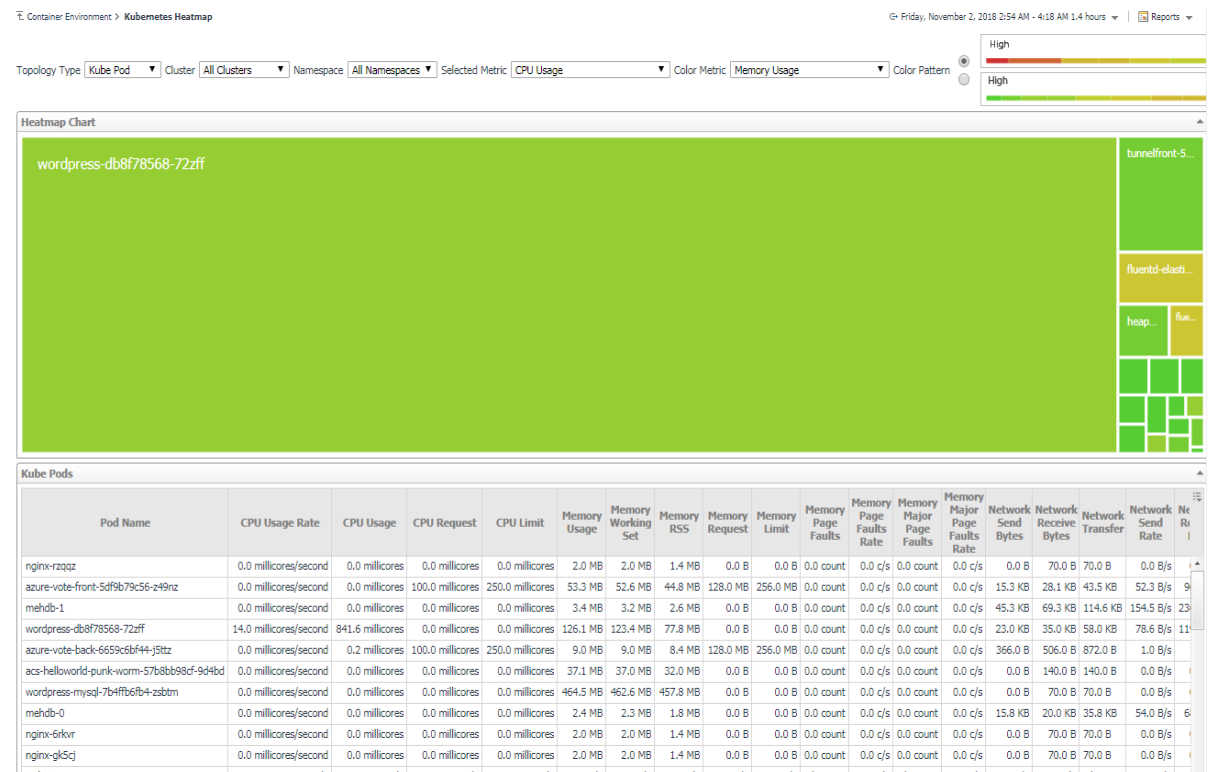 Container Environment > Kubernetes Heatmap
Friday, November 2, 2018 2:54 AM - 4:18 AM 1.4 hours
Reports
Topology Type Kube Pod Cluster All Clusters Namespace All Namespaces Selected Metric CPU Usage Color Metric Memory Usage Color Pattern
High
High
Heatmap Chart
wordpress-db8f78568-72zff
tunnelfront-5...
fluentd-elasti...
heap...
flue...
Kube Pods
Pod Name CPU Usage Rate CPU Usage CPU Request CPU Limit Memory Usage Memory Working Set Memory RSS Memory Request Memory Limit Memory Page Faults Memory Page Faults Rate Memory Major Page Faults Memory Major Page Faults Rate Network Send Bytes Network Receive Bytes Network Transfer Network Send Rate
nginx-rzqqz 0.0 millicores/second 0.0 millicores 0.0 millicores 0.0 millicores 2.0 MB 2.0 MB 1.4 MB 0.0 B 0.0 B 0.0 count 0.0 c/s 0.0 count 0.0 c/s 0.0 B 70.0 B 70.0 B 0.0 B/s
azure-vote-front-5df9b79c56-z49nz 0.0 millicores/second 0.0 millicores 100.0 millicores 250.0 millicores 53.3 MB 52.6 MB 44.8 MB 128.0 MB 256.0 MB 0.0 count 0.0 c/s 0.0 count 0.0 c/s 15.3 KB 28.1 KB 43.5 KB 52.3 B/s
mehdb-1 0.0 millicores/second 0.0 millicores 0.0 millicores 0.0 millicores 3.4 MB 3.2 MB 2.6 MB 0.0 B 0.0 B 0.0 count 0.0 c/s 0.0 count 0.0 c/s 45.3 KB 69.3 KB 114.6 KB 154.5 B/s
wordpress-db8f78568-72zff 14.0 millicores/second 841.6 millicores 0.0 millicores 0.0 millicores 126.1 MB 123.4 MB 77.8 MB 0.0 B 0.0 B 0.0 count 0.0 c/s 0.0 count 0.0 c/s 23.0 KB 35.0 KB 58.0 KB 78.6 B/s
azure-vote-back-6659c6bf44-j5ttz 0.0 millicores/second 0.2 millicores 100.0 millicores 250.0 millicores 9.0 MB 9.0 MB 8.4 MB 128.0 MB 256.0 MB 0.0 count 0.0 c/s 0.0 count 0.0 c/s 366.0 B 506.0 B 872.0 B 1.0 B/s
acs-helloworld-punk-worm-57b8bb98cf-9d4bd 0.0 millicores/second 0.0 millicores 0.0 millicores 0.0 millicores 37.1 MB 37.0 MB 32.0 MB 0.0 B 0.0 B 0.0 count 0.0 c/s 0.0 count 0.0 c/s 0.0 B 140.0 B 140.0 B 0.0 B/s
wordpress-mysql-7b4ffb6fb4-zsbtm 0.0 millicores/second 0.0 millicores 0.0 millicores 0.0 millicores 464.5 MB 462.6 MB 457.8 MB 0.0 B 0.0 B 0.0 count 0.0 c/s 0.0 count 0.0 c/s 0.0 B 70.0 B 70.0 B 0.0 B/s
mehdb-0 0.0 millicores/second 0.0 millicores 0.0 millicores 0.0 millicores 2.4 MB 2.3 MB 1.8 MB 0.0 B 0.0 B 0.0 count 0.0 c/s 0.0 count 0.0 c/s 15.8 KB 20.0 KB 35.8 KB 54.0 B/s
nginx-6rkvr 0.0 millicores/second 0.0 millicores 0.0 millicores 0.0 millicores 2.0 MB 2.0 MB 1.4 MB 0.0 B 0.0 B 0.0 count 0.0 c/s 0.0 count 0.0 c/s 0.0 B 70.0 B 70.0 B 0.0 B/s
nginx-gk5cj 0.0 millicores/second 0.0 millicores 0.0 millicores 0.0 millicores 2.0 MB 2.0 MB 1.4 MB 0.0 B 0.0 B 0.0 count 0.0 c/s 0.0 count 0.0 c/s 0.0 B 70.0 B 70.0 B 0.0 B/s